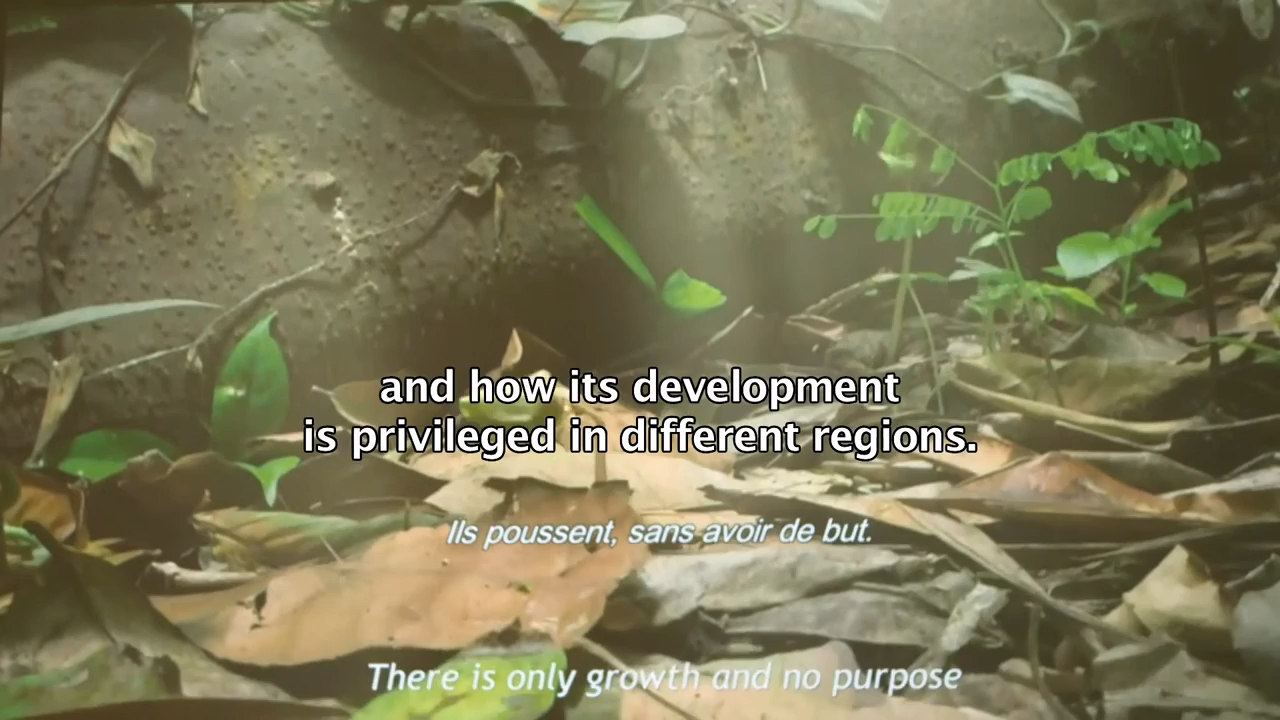 and how its development
is privileged in different regions.
Ils poussent, sans avoir de but.
There is only growth and no purpose